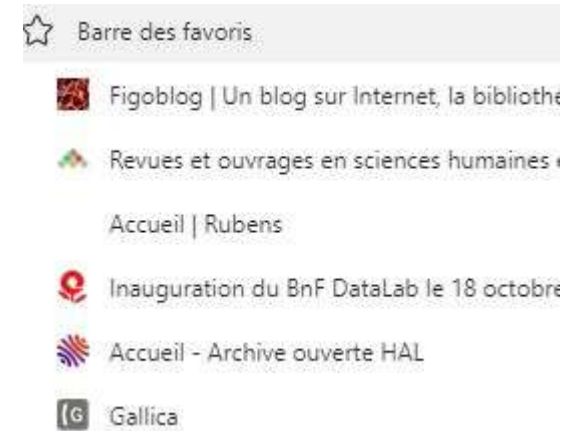 Barre des favoris
Figoblog | Un blog sur Internet, la bibliothe
Revues et ouvrages en sciences humaines
Accueil | Rubens
Inauguration du BnF DataLab le 18 octobre
Accueil - Archive ouverte HAL
(G Gallica